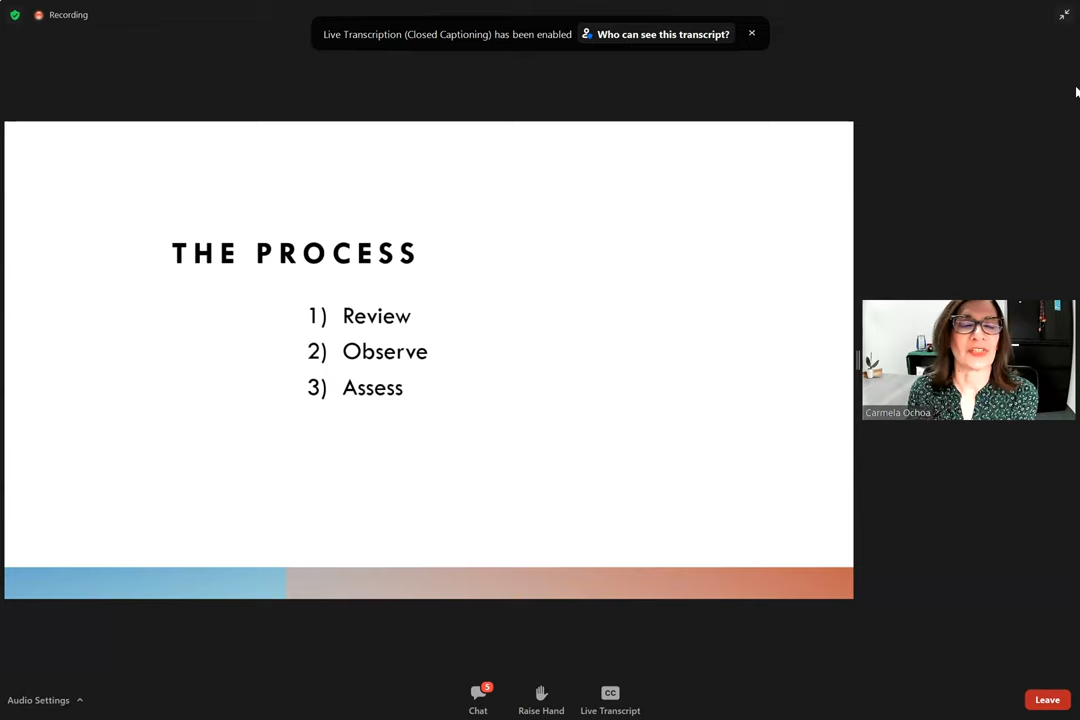 Recording
Live Transcription (Closed Captioning) has been enabled Who can see this transcript?
THE PROCESS
1) Review
2) Observe
3) Assess
Carmela Ochoa
Audio Settings
5
Chat
Raise Hand
CC
Live Transcript
Leave